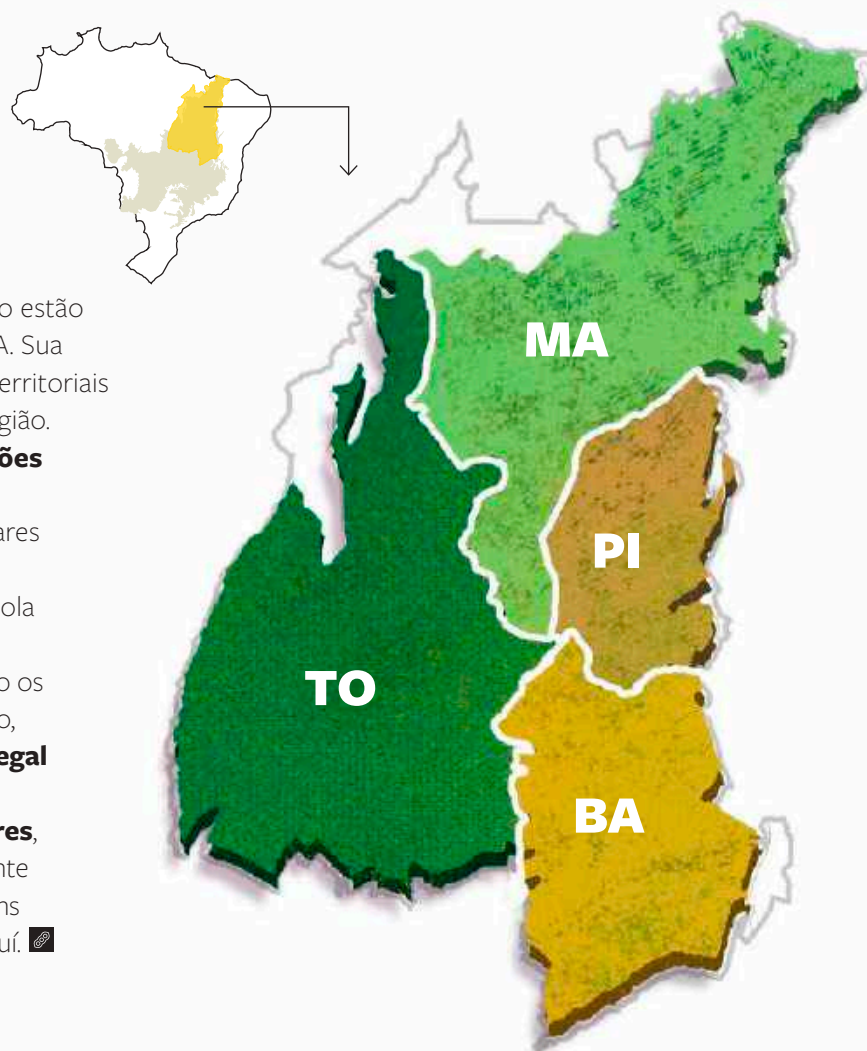 o estão
A. Sua
erritoriais
gião.
ões
ares
ola
o os
o,
egal
res,
nte
ns
uí.
MA
PI
TO
BA